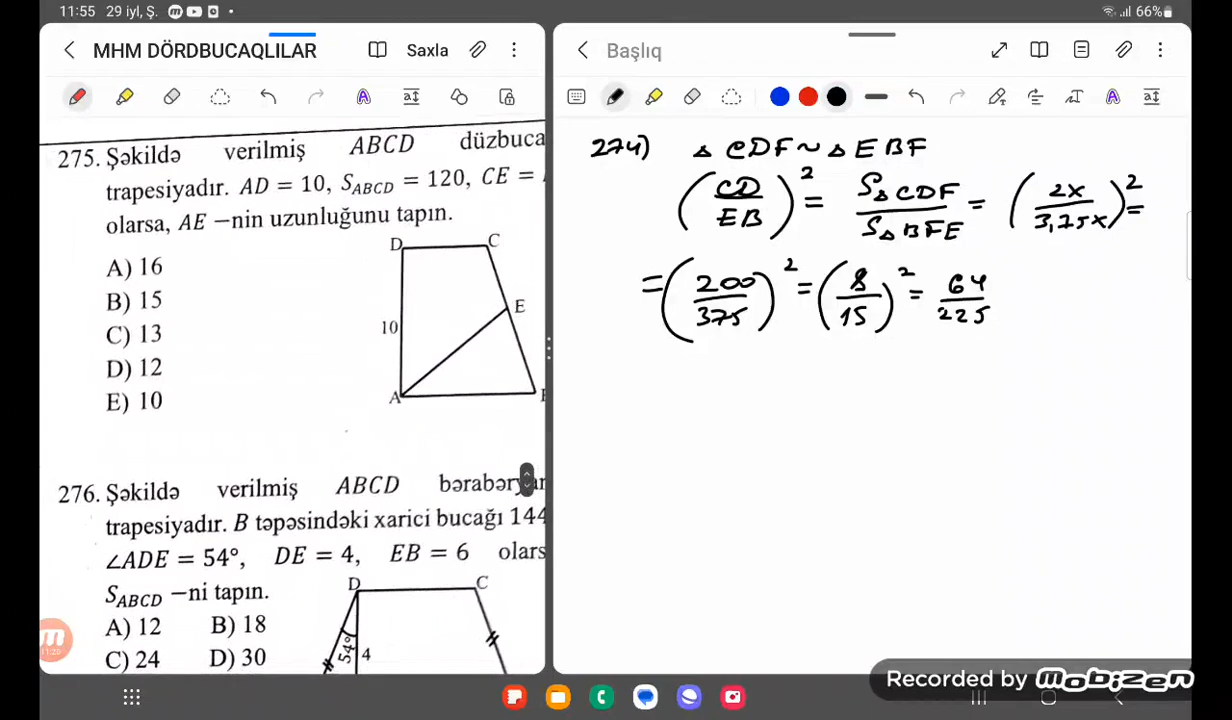 11:55 29 iyl, Ş.
66%
MHM DÖRDBUCAQLILAR
Saxla
Başlıq
275. Şəkildə verilmiş ABCD düzbuca
trapesiyadır. AD = 10, S_ABCD = 120, CE =
olarsa, AE −nin uzunluğunu tapın.
A) 16
B) 15
C) 13
D) 12
E) 10
D C
E
10
A
276. Şəkildə verilmiş ABCD bərabəryan
trapesiyadır. B təpəsindəki xarici bucağı 144
∠ADE = 54°, DE = 4, EB = 6 olars
S_ABCD −ni tapın.
A) 12 B) 18
C) 24 D) 30
D C
54° 4
274) △ CDF ~ △ EBF
(CD/EB)² = S△CDF/S△BFE = (2x/3,75x)² =
= (200/375)² = (8/15)² = 64/225
Recorded by mobizen